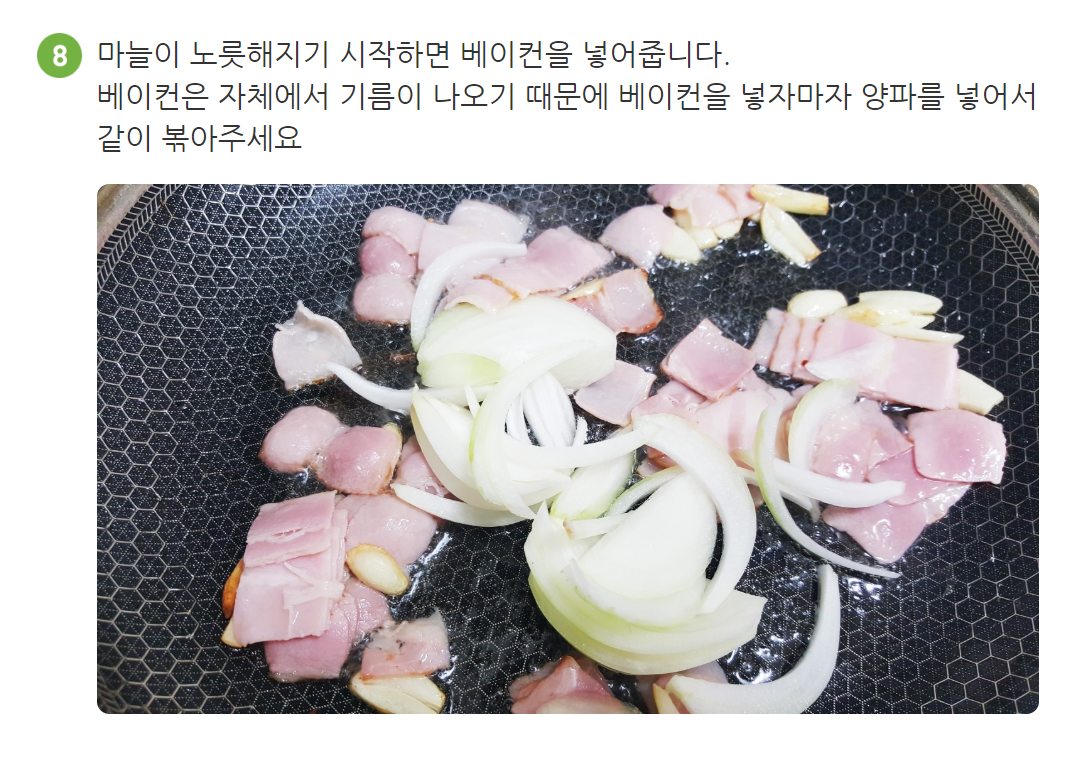 8 마늘이 노릇해지기 시작하면 베이컨을 넣어줍니다.
베이컨은 자체에서 기름이 나오기 때문에 베이컨을 넣자마자 양파를 넣어서
같이 볶아주세요